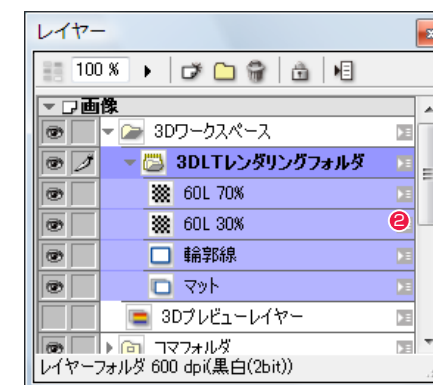 レイヤー
100 %
画像
3Dワークスペース
3DLTレンダリングフォルダ
60L 70%
60L 30%
2
輪郭線
マット
3Dプレビューレイヤー
コマフォルダ
レイヤーフォルダ 600 dpi(黒白(2bit))